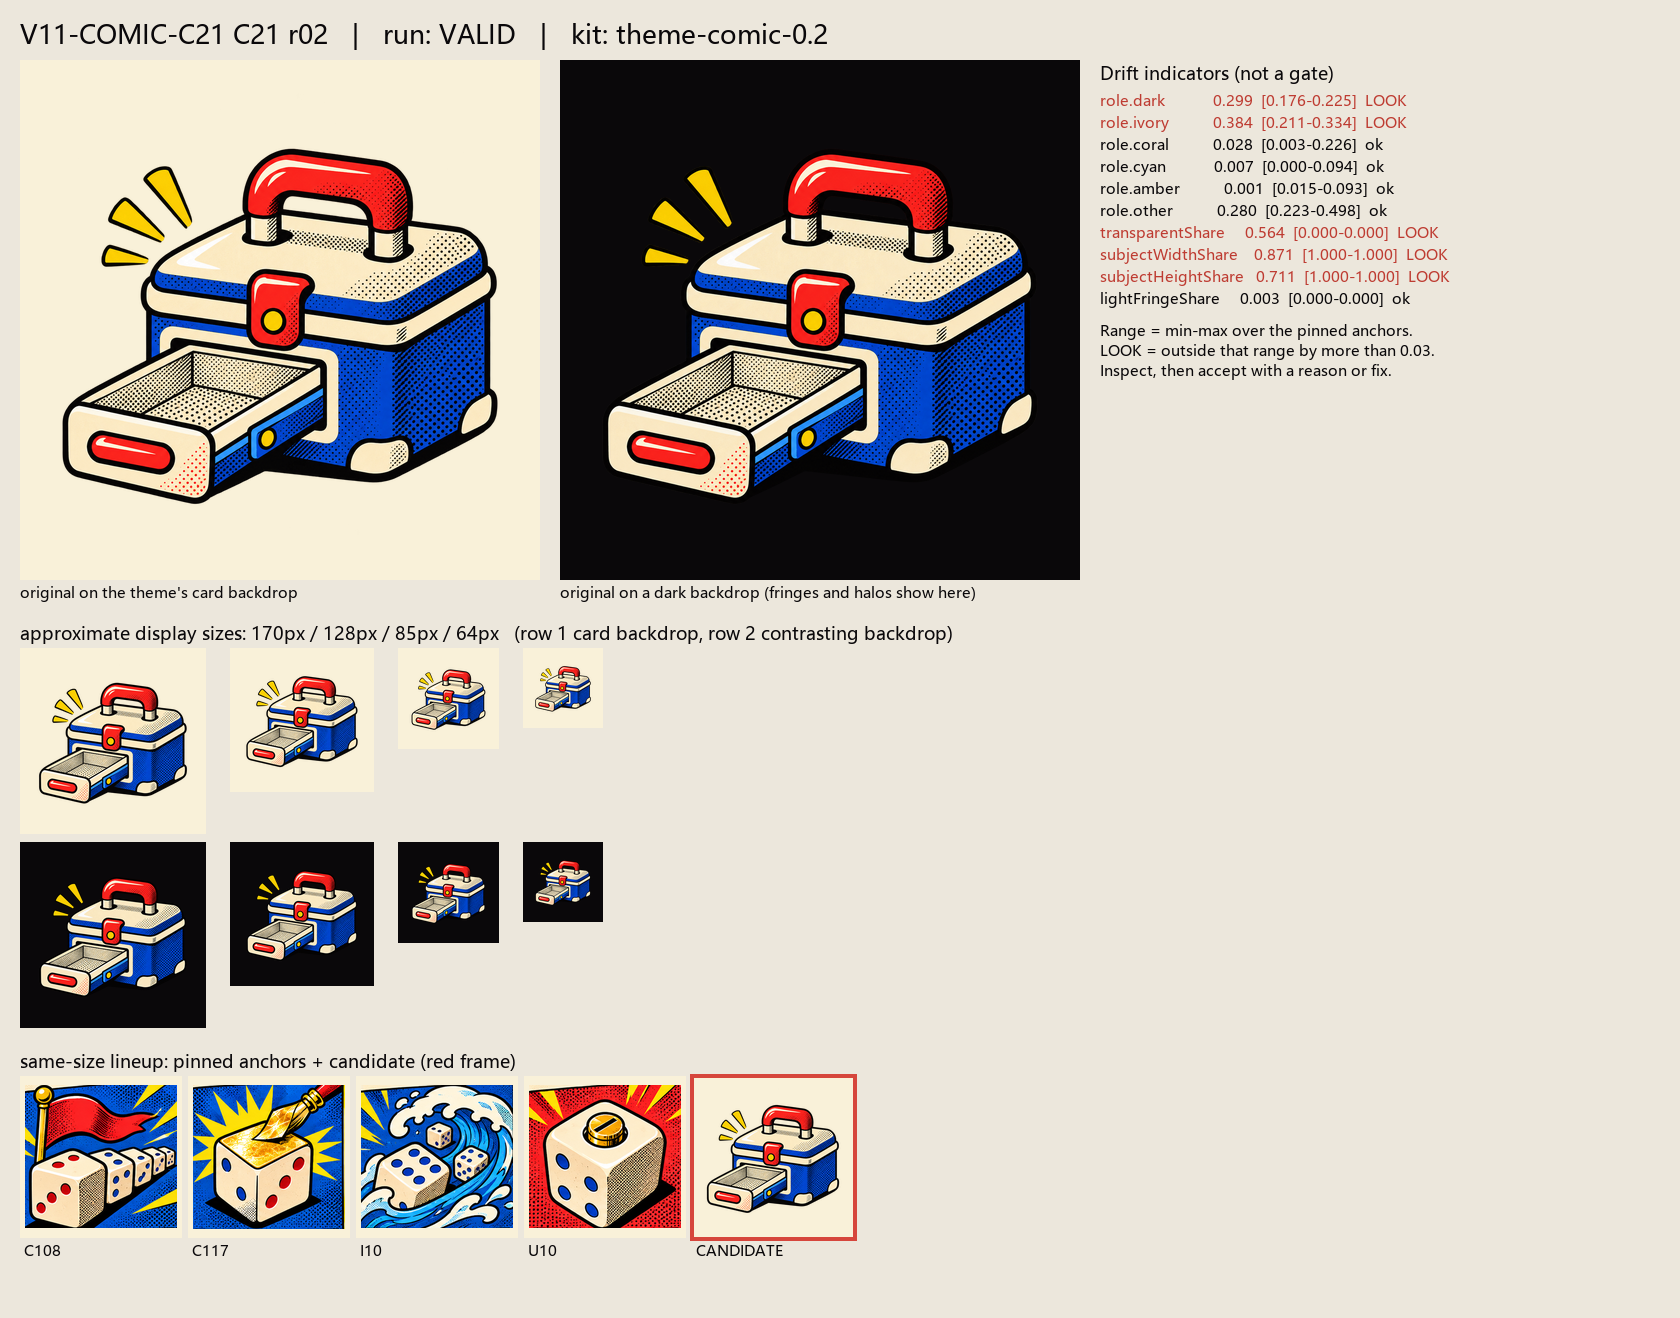 V11-COMIC-C21 C21 r02 | run: VALID | kit: theme-comic-0.2
Drift indicators (not a gate)
role.dark 0.299 [0.176-0.225] LOOK
role.ivory 0.384 [0.211-0.334] LOOK
role.coral 0.028 [0.003-0.226] ok
role.cyan 0.007 [0.000-0.094] ok
role.amber 0.001 [0.015-0.093] ok
role.other 0.280 [0.223-0.498] ok
transparentShare 0.564 [0.000-0.000] LOOK
subjectWidthShare 0.871 [1.000-1.000] LOOK
subjectHeightShare 0.711 [1.000-1.000] LOOK
lightFringeShare 0.003 [0.000-0.000] ok
Range = min-max over the pinned anchors.
LOOK = outside that range by more than 0.03.
Inspect, then accept with a reason or fix.
original on the theme's card backdrop
original on a dark backdrop (fringes and halos show here)
approximate display sizes: 170px / 128px / 85px / 64px (row 1 card backdrop, row 2 contrasting backdrop)
same-size lineup: pinned anchors + candidate (red frame)
C108
C117
I10
U10
CANDIDATE